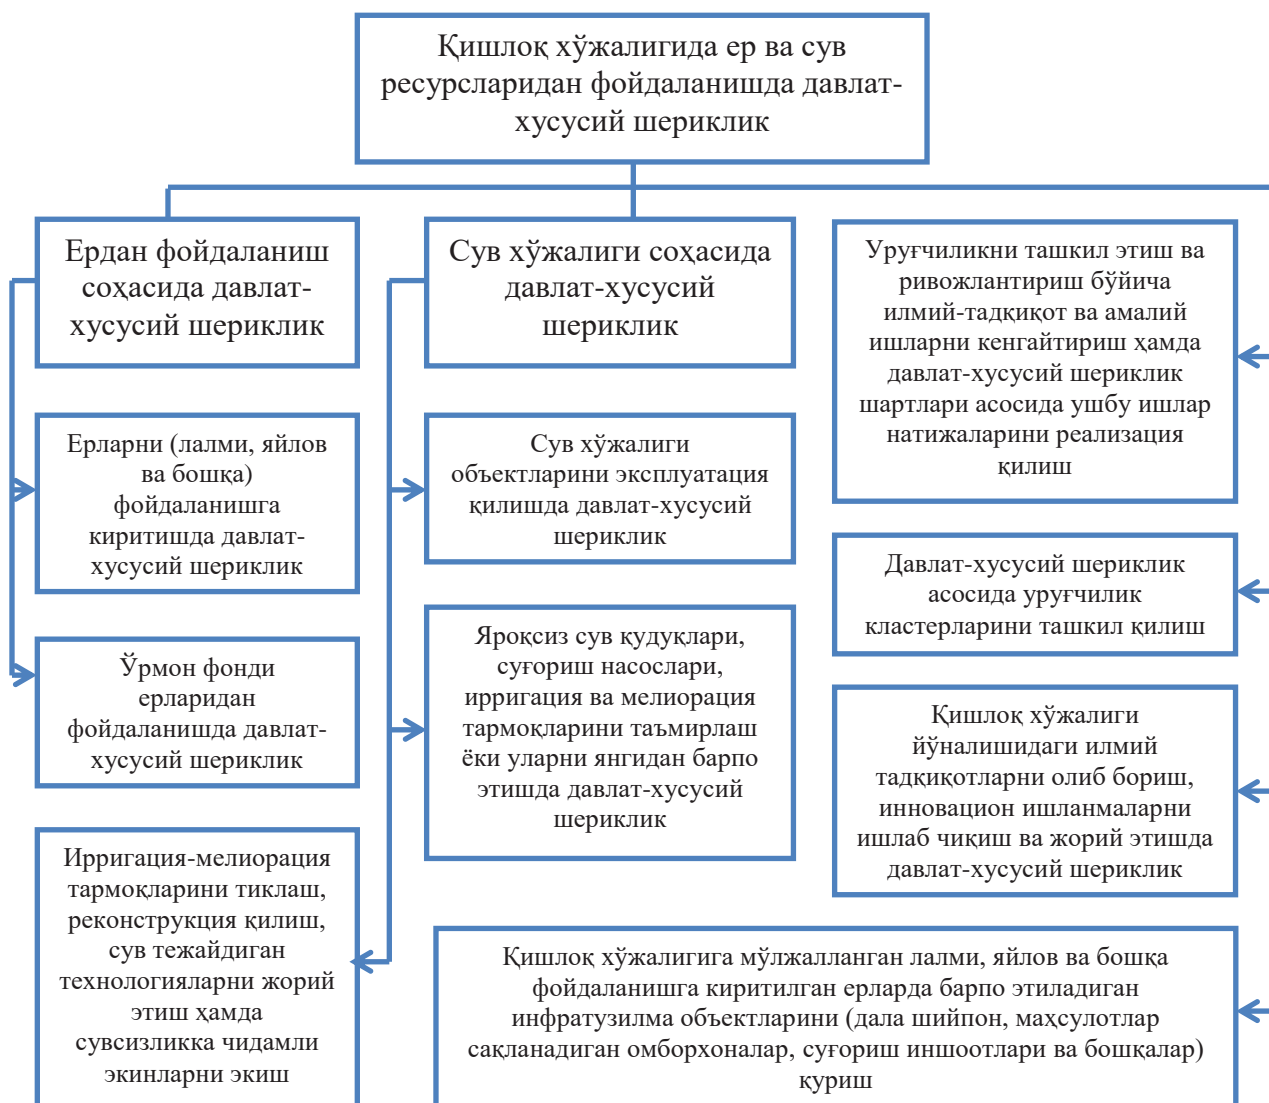 Қишлоқ хўжалигида ер ва сув
ресурсларидан фойдаланишда давлат-
хусусий шериклик
Ердан фойдаланиш
соҳасида давлат-
хусусий шериклик
Ерларни (лалми, яйлов
ва бошқа)
фойдаланишга
киритишда давлат-
хусусий шериклик
Ўрмон фонди
ерларидан
фойдаланишда давлат-
хусусий шериклик
Ирригация-мелиорация
тармоқларини тиклаш,
реконструкция қилиш,
сув тежайдиган
технологияларни жорий
этиш ҳамда
сувсизликка чидамли
экинларни экиш
Сув хўжалиги соҳасида
давлат-хусусий
шериклик
Сув хўжалиги
объектларини эксплуатация
қилишда давлат-хусусий
шериклик
Яроқсиз сув қудуқлари,
суғориш насослари,
ирригация ва мелиорация
тармоқларини таъмирлаш
ёки уларни янгидан барпо
этишда давлат-хусусий
шериклик
Уруғчиликни ташкил этиш ва
ривожлантириш бўйича
илмий-тадқиқот ва амалий
ишларни кенгайтириш ҳамда
давлат-хусусий шериклик
шартлари асосида ушбу ишлар
натижаларини реализация
қилиш
Давлат-хусусий шериклик
асосида уруғчилик
кластерларини ташкил қилиш
Қишлоқ хўжалиги
йўналишидаги илмий
тадқиқотларни олиб бориш,
инновацион ишланмаларни
ишлаб чиқиш ва жорий этишда
давлат-хусусий шериклик
Қишлоқ хўжалигига мўлжалланган лалми, яйлов ва бошқа
фойдаланишга киритилган ерларда барпо этиладиган
инфратузилма объектларини (дала шийпон, маҳсулотлар
сақланадиган омборхоналар, суғориш иншоотлари ва бошқалар)
қуриш